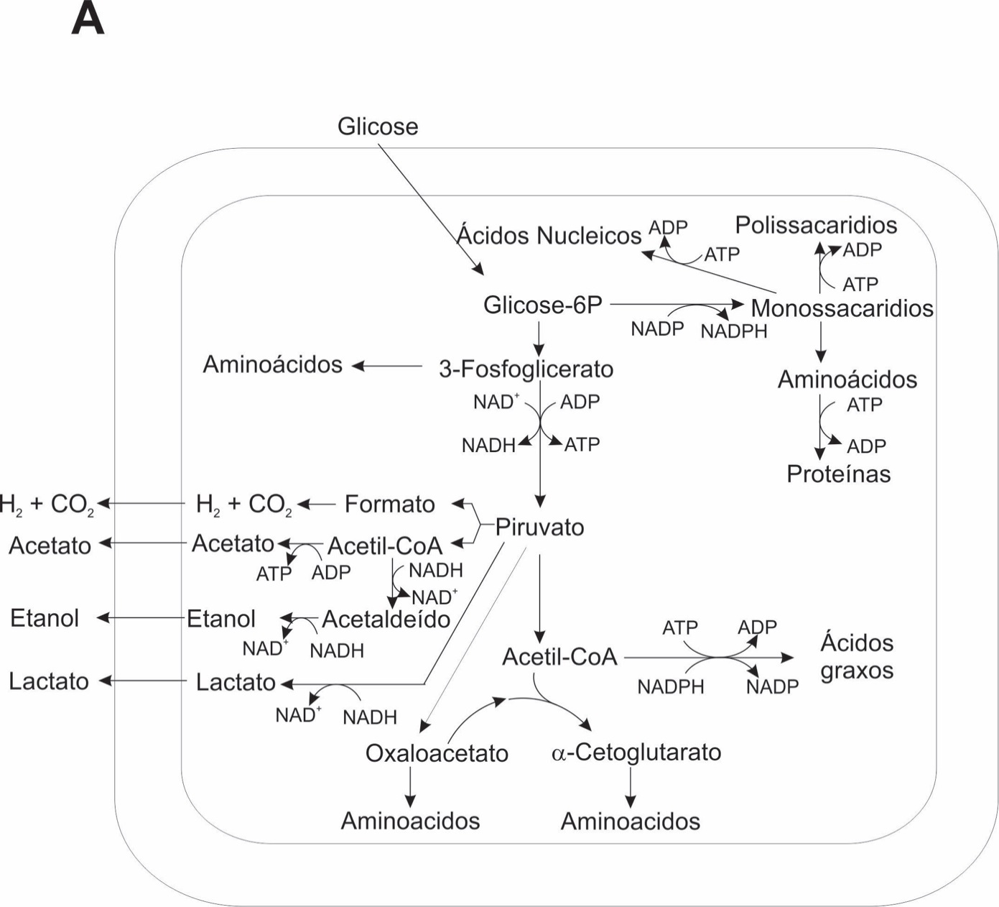 A
Glicose
Ácidos Nucleicos
ADP
ATP
Polissacaridios
ADP
ATP
Glicose-6P
NADP
NADPH
Monossacaridios
Aminoácidos
3-Fosfoglicerato
Aminoácidos
NAD⁺
ADP
ATP
NADH
ATP
ADP
Proteínas
H₂ + CO₂
H₂ + CO₂
Formato
Piruvato
Acetato
Acetato
Acetil-CoA
ATP
ADP
NADH
NAD⁺
Etanol
Etanol
Acetaldeído
NAD⁺
NADH
Acetil-CoA
ATP
ADP
NADPH
NADP
Ácidos
graxos
Lactato
Lactato
NAD⁺
NADH
Oxaloacetato
α-Cetoglutarato
Aminoacidos
Aminoacidos